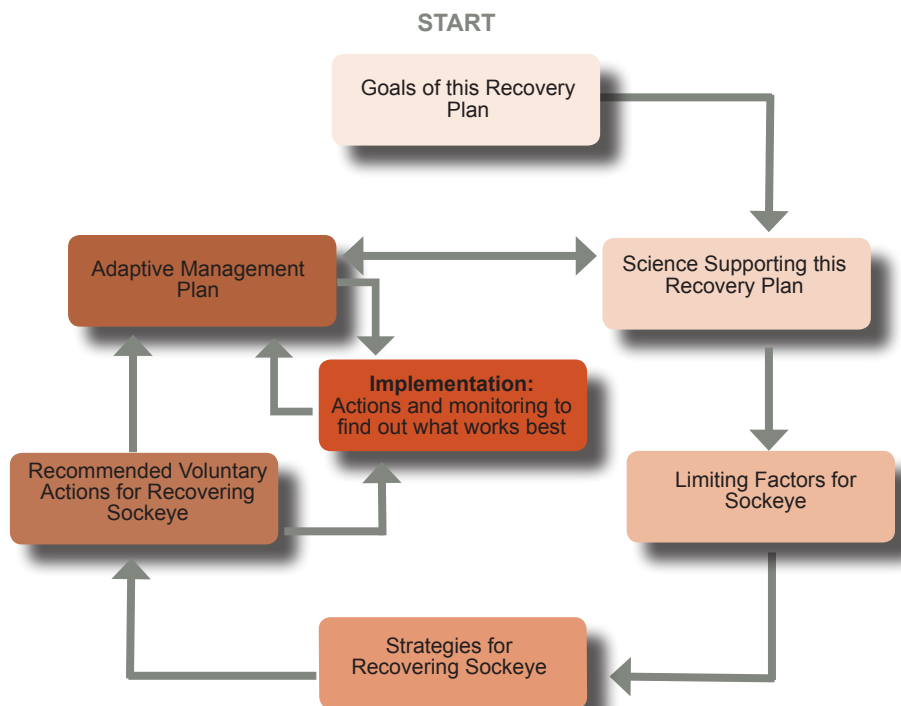 START
Goals of this Recovery
Plan
Adaptive Management
Plan
Science Supporting this
Recovery Plan
Implementation:
Actions and monitoring to
find out what works best
Recommended Voluntary
Actions for Recovering
Sockeye
Limiting Factors for
Sockeye
Strategies for
Recovering Sockeye